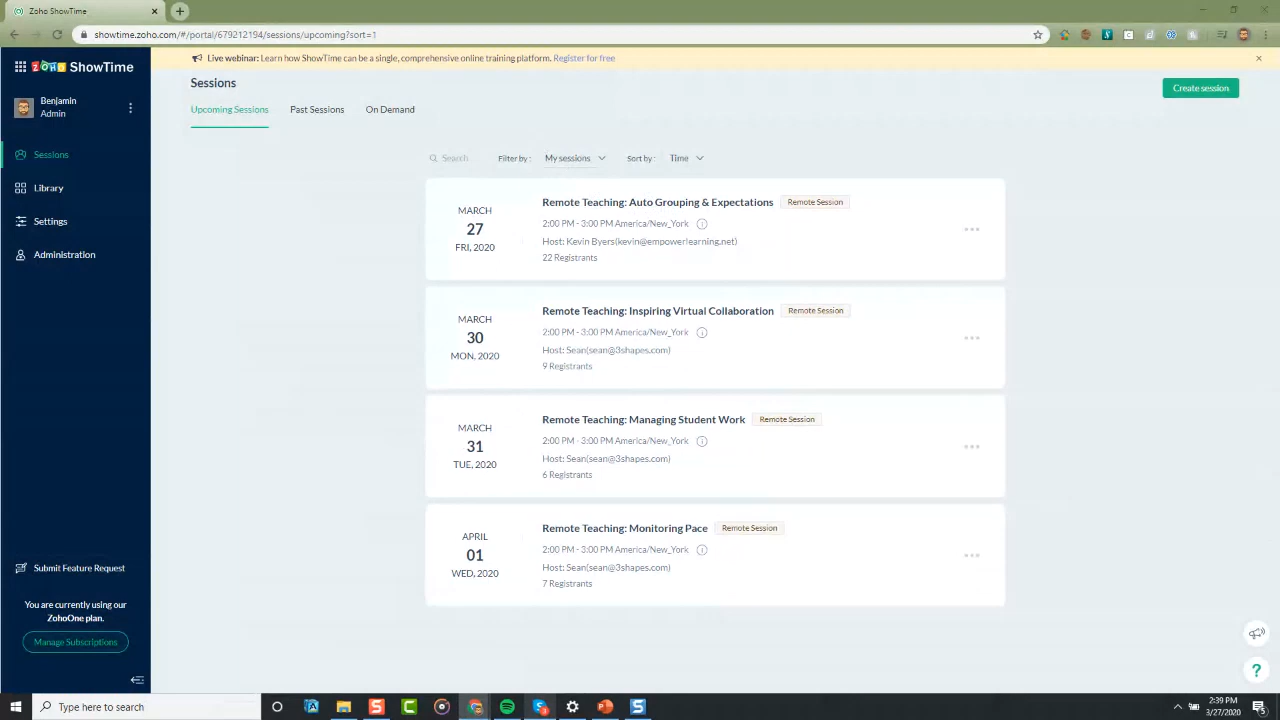 Zoho ShowTime
showtime.zoho.com/#/portal/679212194/sessions/upcoming?sort=1
Live webinar: Learn how ShowTime can be a single, comprehensive online training platform. Register for free
ZOHO ShowTime
Benjamin
Admin
Sessions
Library
Settings
Administration
Submit Feature Request
You are currently using our
ZohoOne plan.
Manage Subscriptions
Sessions
Create session
Upcoming Sessions Past Sessions On Demand
Search Filter by : My sessions Sort by : Time
MARCH
27
FRI, 2020
Remote Teaching: Auto Grouping & Expectations Remote Session
2:00 PM - 3:00 PM America/New_York
Host: Kevin Byers(kevin@empowerlearning.net)
22 Registrants
MARCH
30
MON, 2020
Remote Teaching: Inspiring Virtual Collaboration Remote Session
2:00 PM - 3:00 PM America/New_York
Host: Sean(sean@3shapes.com)
9 Registrants
MARCH
31
TUE, 2020
Remote Teaching: Managing Student Work Remote Session
2:00 PM - 3:00 PM America/New_York
Host: Sean(sean@3shapes.com)
6 Registrants
APRIL
01
WED, 2020
Remote Teaching: Monitoring Pace Remote Session
2:00 PM - 3:00 PM America/New_York
Host: Sean(sean@3shapes.com)
7 Registrants
Type here to search
2:39 PM
3/27/2020